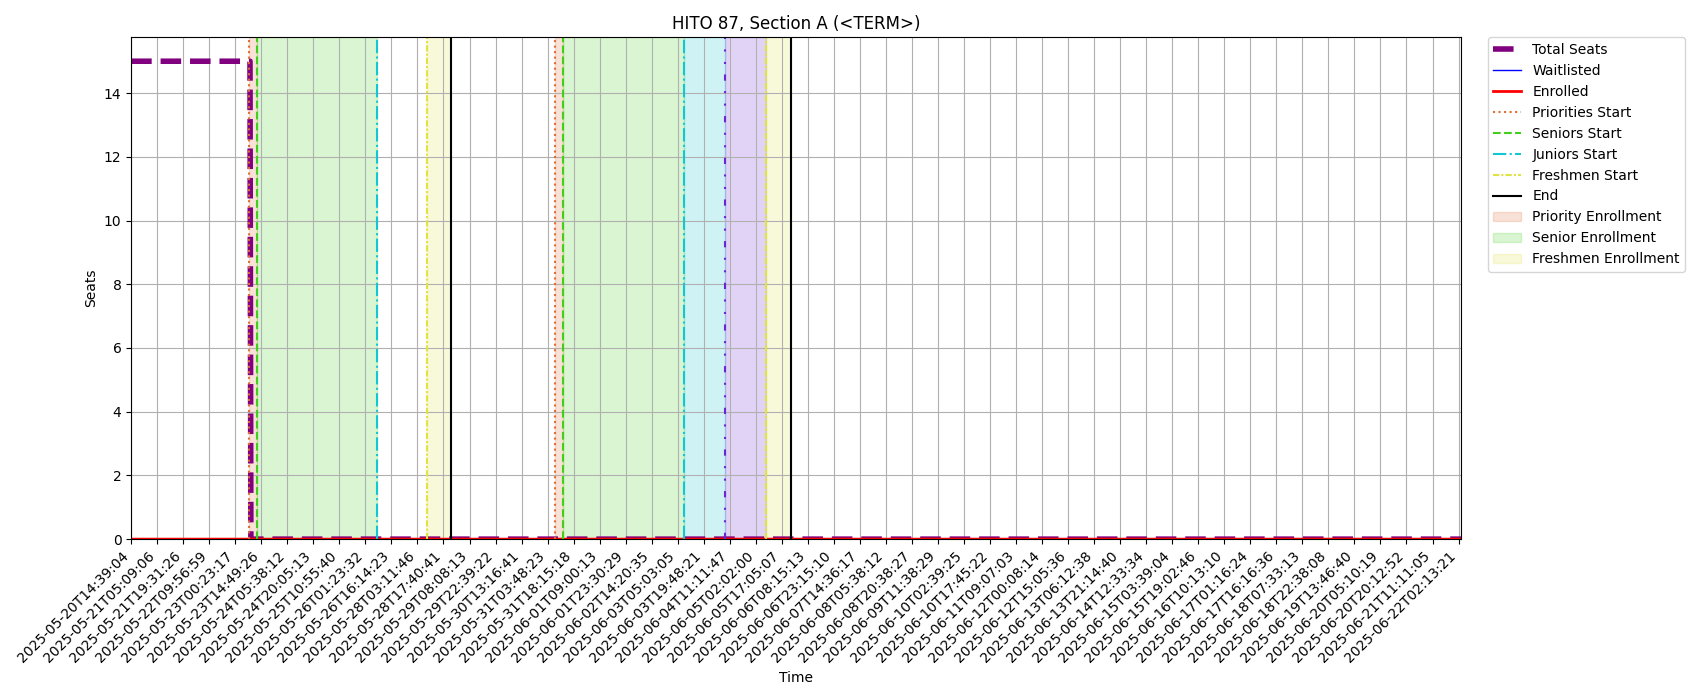 HITO 87, Section A (<TERM>)
Total Seats
Waitlisted
Enrolled
Priorities Start
Seniors Start
Juniors Start
Freshmen Start
End
Priority Enrollment
Senior Enrollment
Freshmen Enrollment
Seats
14
12
10
8
6
4
2
0
2025-05-20T14:39:04
2025-05-21T05:09:06
2025-05-21T19:31:26
2025-05-22T09:56:59
2025-05-23T00:23:17
2025-05-23T14:49:26
2025-05-24T05:38:12
2025-05-24T20:05:13
2025-05-25T10:55:40
2025-05-26T01:23:32
2025-05-26T16:14:23
2025-05-28T03:11:46
2025-05-28T17:40:41
2025-05-29T08:08:13
2025-05-29T22:39:22
2025-05-30T13:16:41
2025-05-31T03:48:23
2025-05-31T18:15:18
2025-06-01T09:00:13
2025-06-01T23:30:29
2025-06-02T14:20:35
2025-06-03T05:03:05
2025-06-03T19:48:21
2025-06-04T11:11:47
2025-06-05T02:02:00
2025-06-05T17:05:07
2025-06-06T08:15:13
2025-06-06T23:15:10
2025-06-07T14:36:17
2025-06-08T05:38:12
2025-06-08T20:38:27
2025-06-09T11:38:29
2025-06-10T02:39:25
2025-06-10T17:45:22
2025-06-11T09:07:03
2025-06-12T00:08:14
2025-06-12T15:05:36
2025-06-13T06:12:38
2025-06-13T21:14:40
2025-06-14T12:33:34
2025-06-15T03:39:04
2025-06-15T19:02:46
2025-06-16T10:13:10
2025-06-17T01:16:24
2025-06-17T16:16:36
2025-06-18T07:33:13
2025-06-18T22:38:08
2025-06-19T13:46:40
2025-06-20T05:10:19
2025-06-20T20:12:52
2025-06-21T11:11:05
2025-06-22T02:13:21
Time